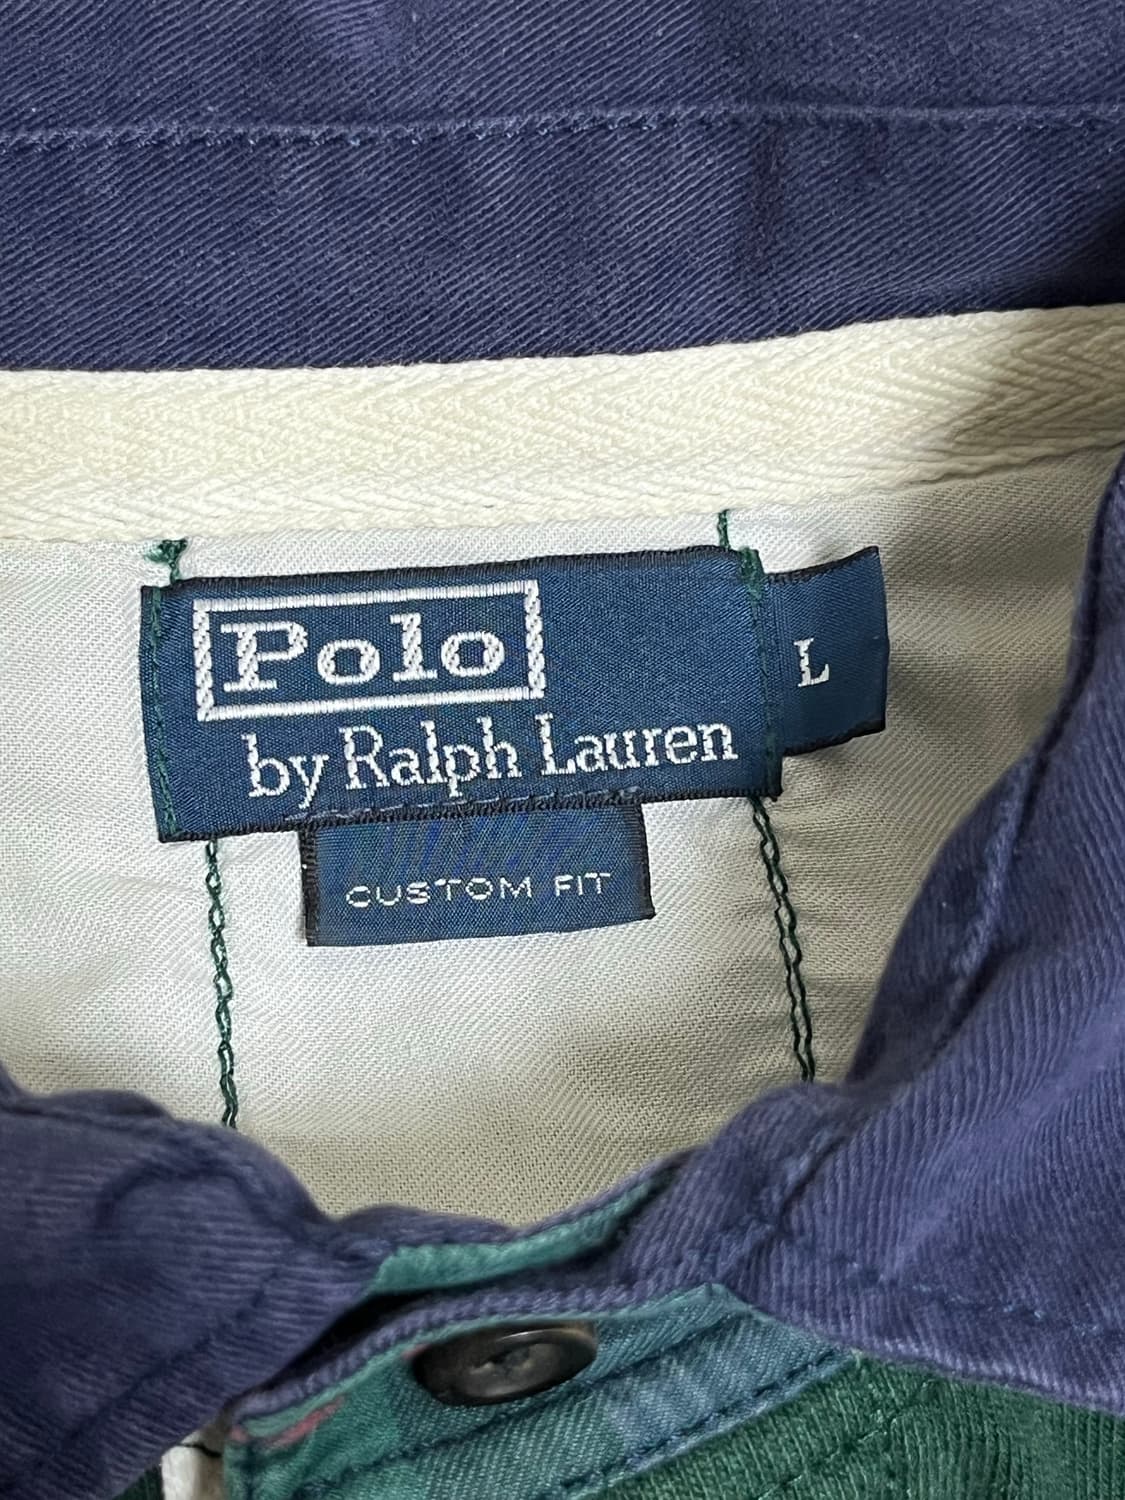 Polo
by Ralph Lauren
L
CUSTOM FIT